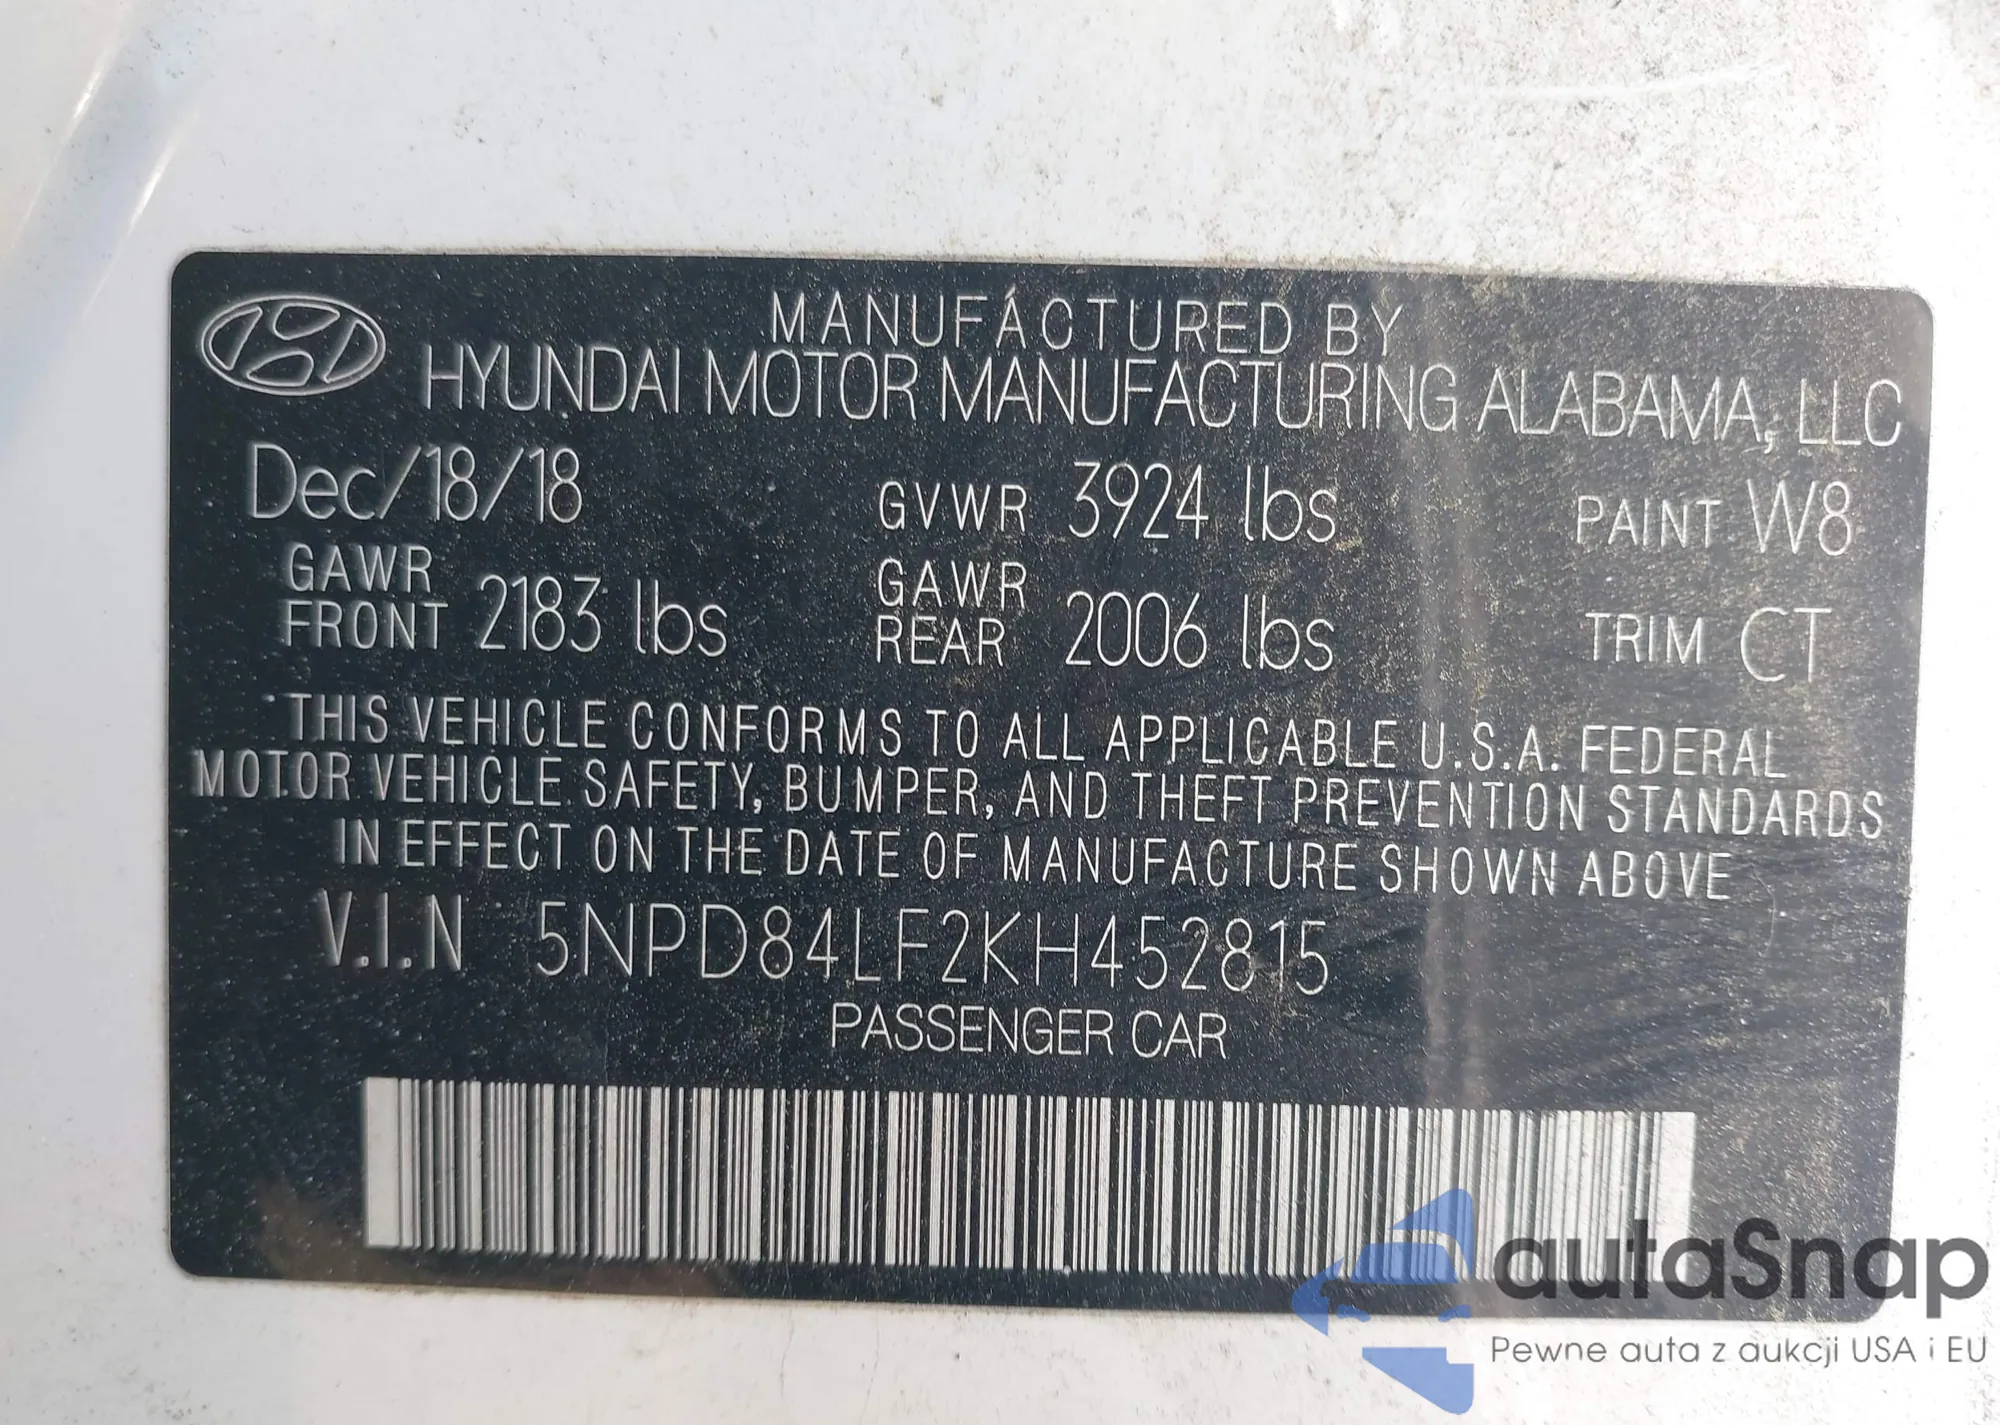 MANUFACTURED BY
HYUNDAI MOTOR MANUFACTURING ALABAMA, LLC
Dec/18/18 GVWR 3924 lbs PAINT W8
GAWR FRONT 2183 lbs GAWR REAR 2006 lbs TRIM CT
THIS VEHICLE CONFORMS TO ALL APPLICABLE U.S.A. FEDERAL
MOTOR VEHICLE SAFETY, BUMPER, AND THEFT PREVENTION STANDARDS
IN EFFECT ON THE DATE OF MANUFACTURE SHOWN ABOVE
V.I.N 5NPD84LF2KH452815
PASSENGER CAR
autaSnap
Pewne auta z aukcji USA i EU